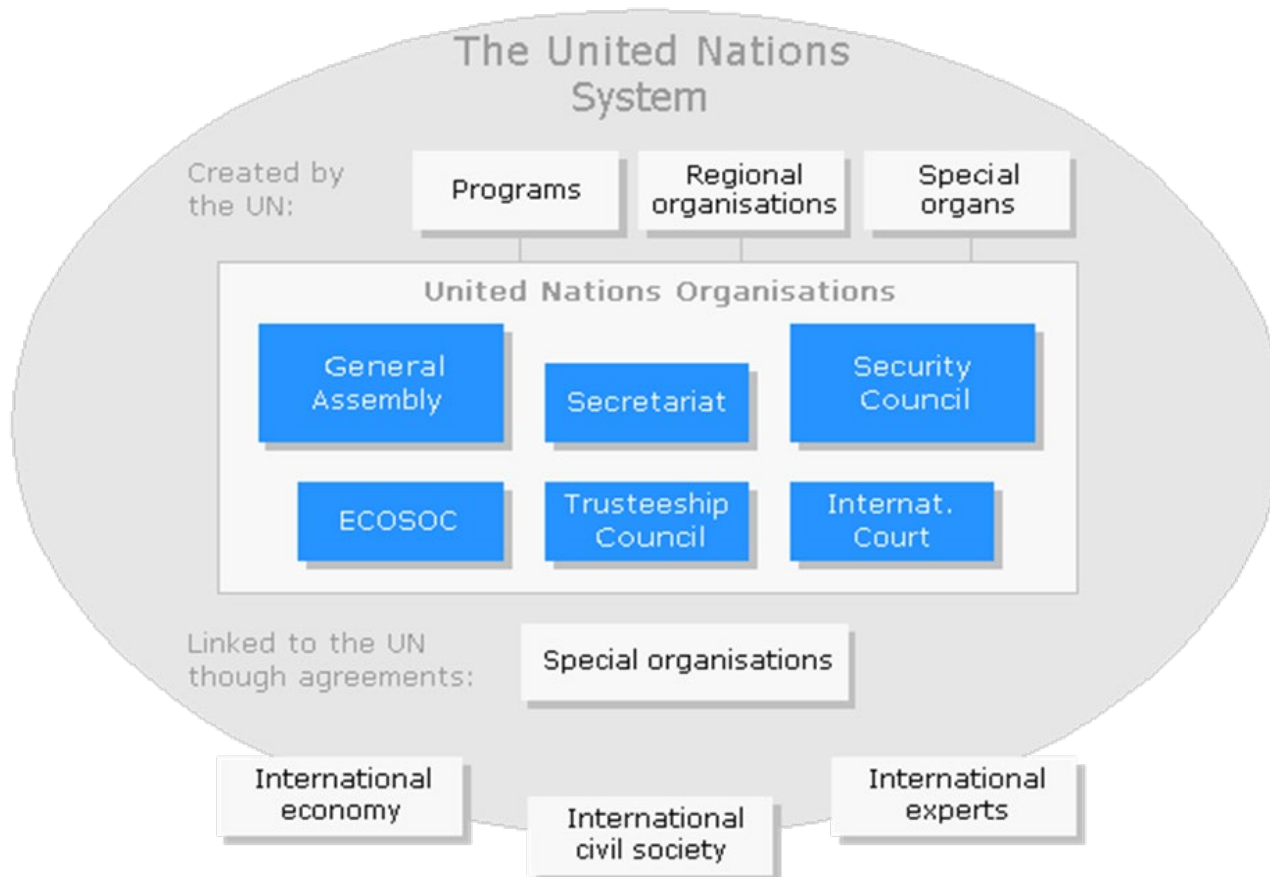 The United Nations
System
Created by
the UN:
Programs
Regional
organisations
Special
organs
United Nations Organisations
General
Assembly
Secretariat
Security
Council
ECOSOC
Trusteeship
Council
Internat.
Court
Linked to the UN
though agreements:
Special organisations
International
economy
International
civil society
International
experts